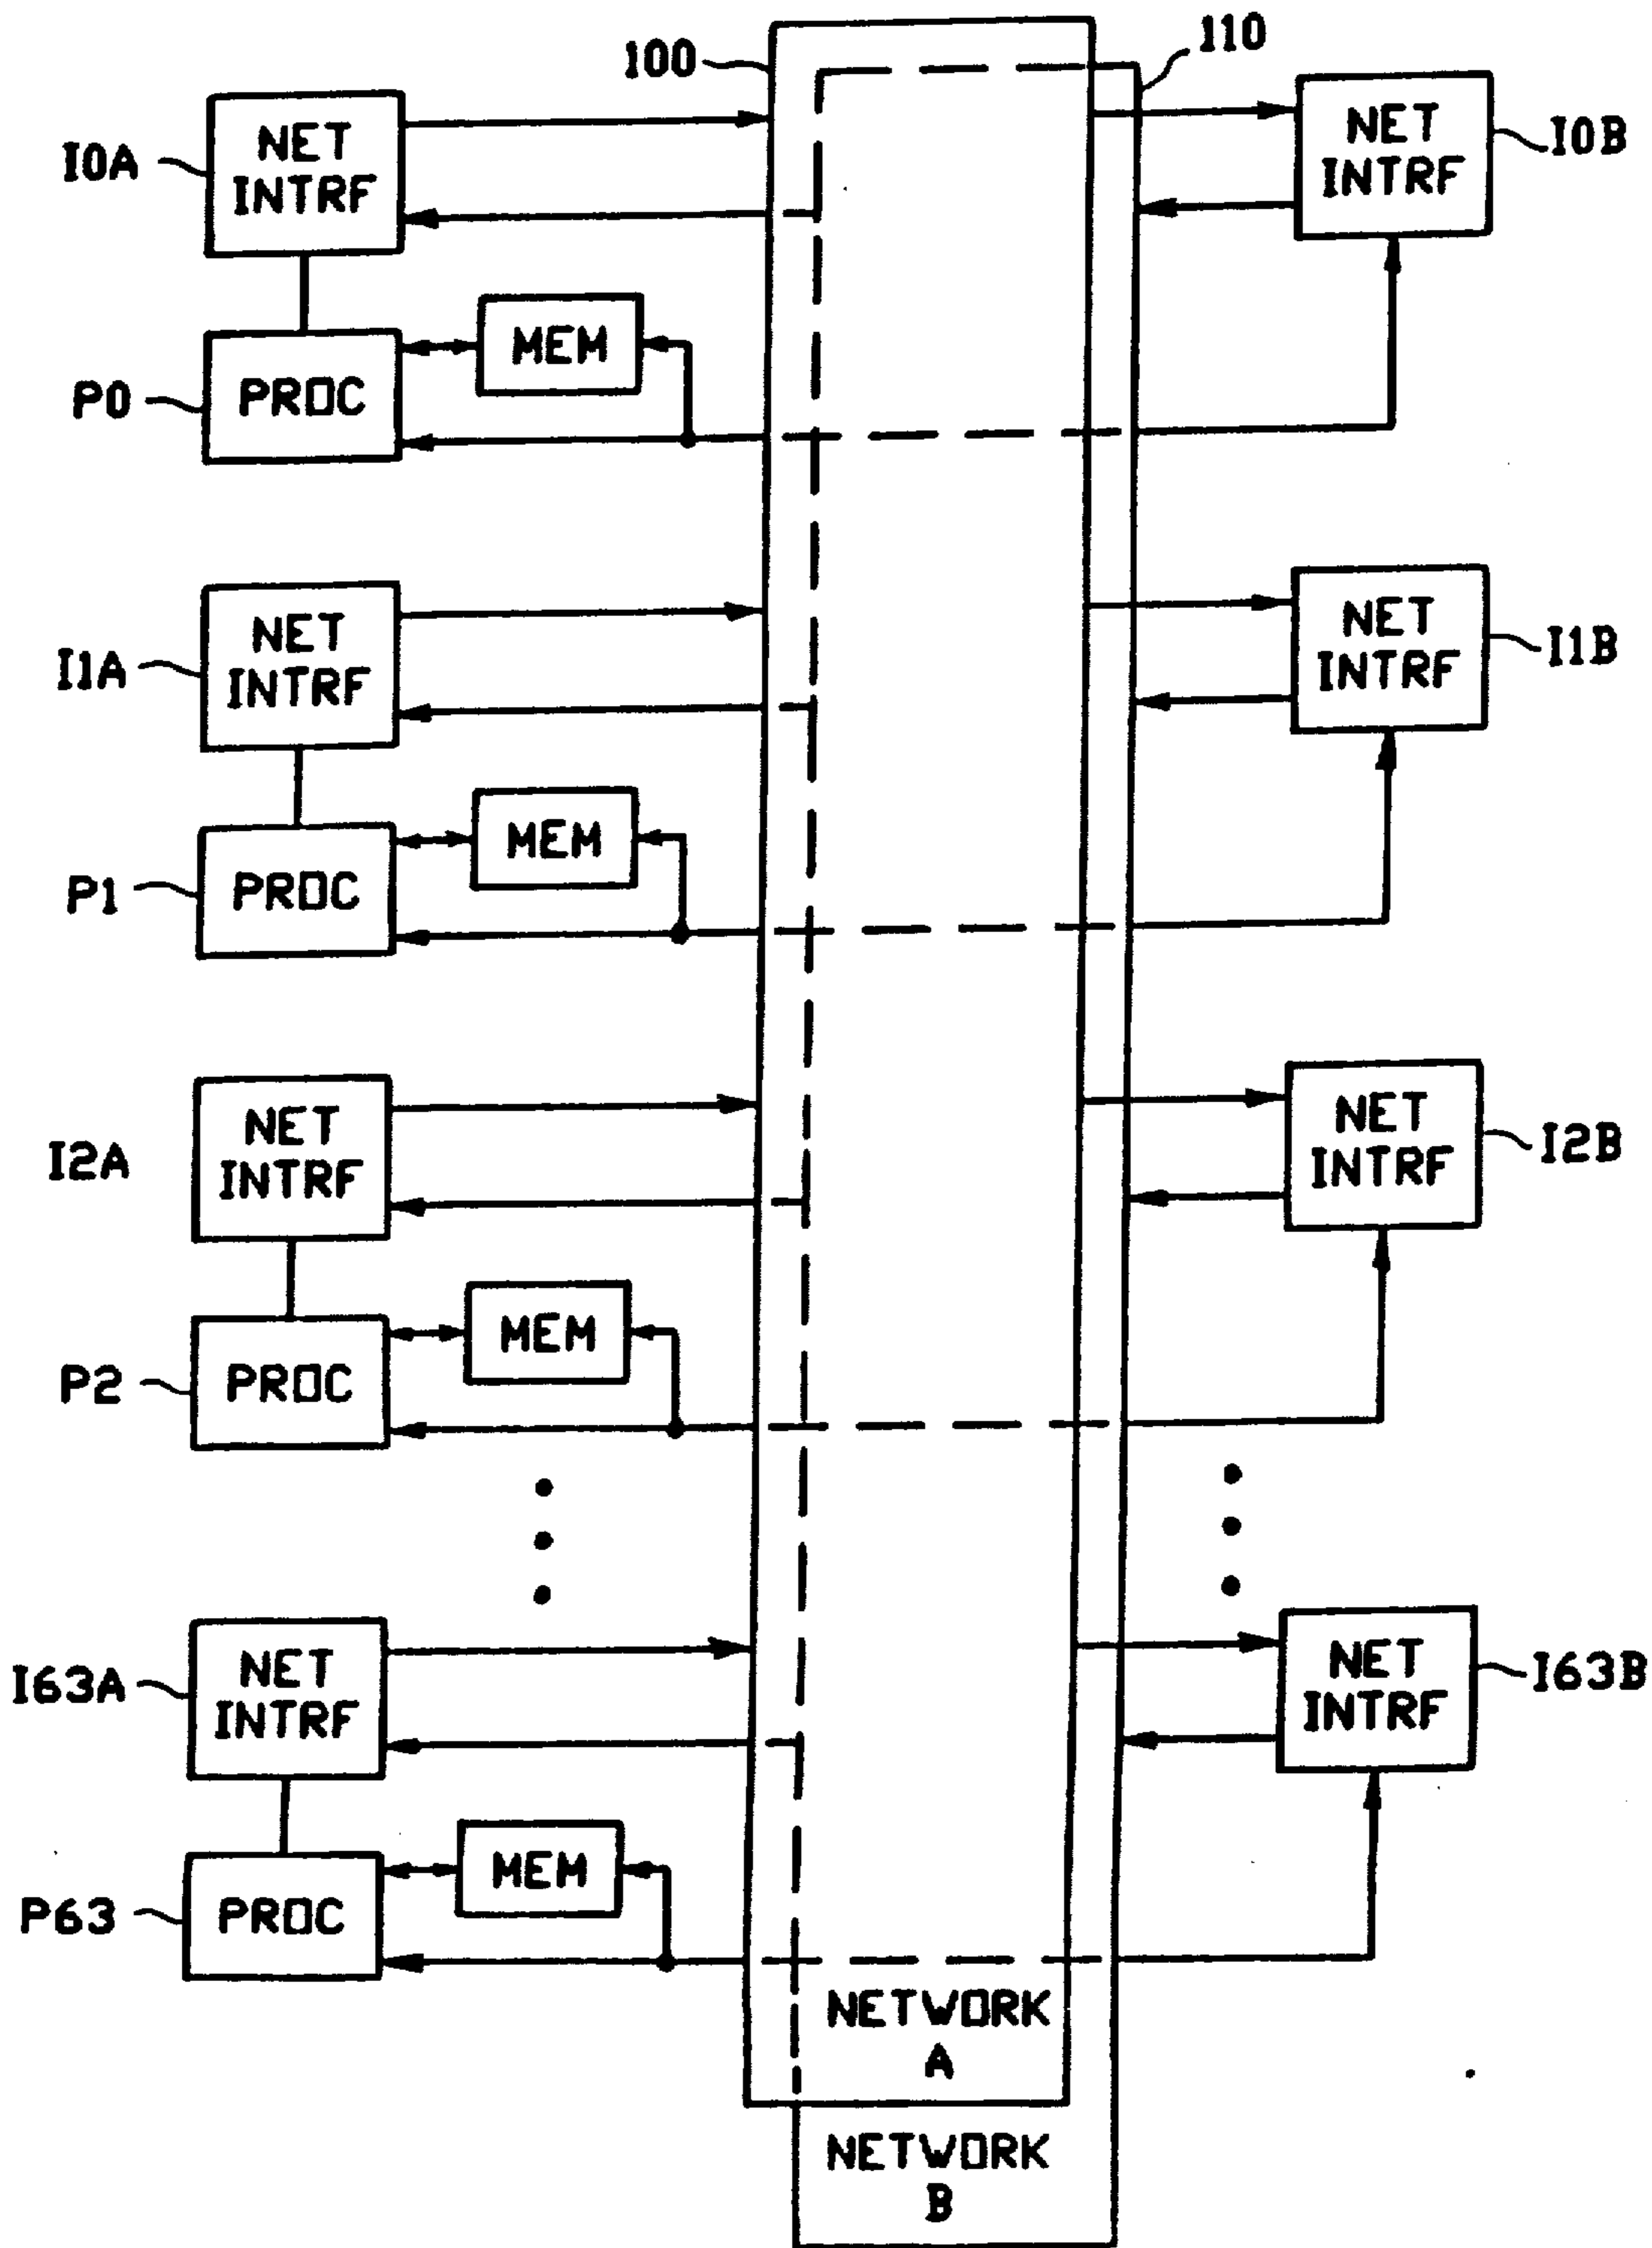 100
110
I0A
NET
INTRF
NET
INTRF
I0B
P0
PROC
MEM
I1A
NET
INTRF
NET
INTRF
I1B
P1
PROC
MEM
I2A
NET
INTRF
NET
INTRF
I2B
P2
PROC
MEM
I63A
NET
INTRF
NET
INTRF
I63B
P63
PROC
MEM
NETWORK
A
NETWORK
B